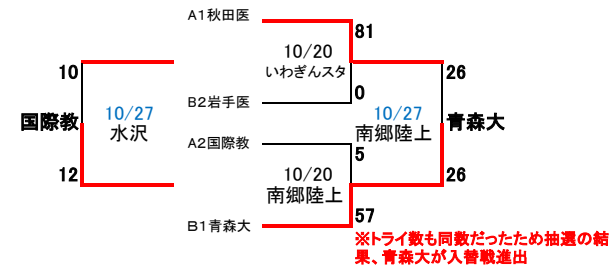 A1秋田医
81
10/20
いわぎんスタ
10
26
0
B2岩手医
10/27
水沢
国際教
10/27
南郷陸上
青森大
A2国際教
5
10/20
南郷陸上
12
26
B1青森大
57
※トライ数も同数だったため抽選の結
果、青森大が入替戦進出